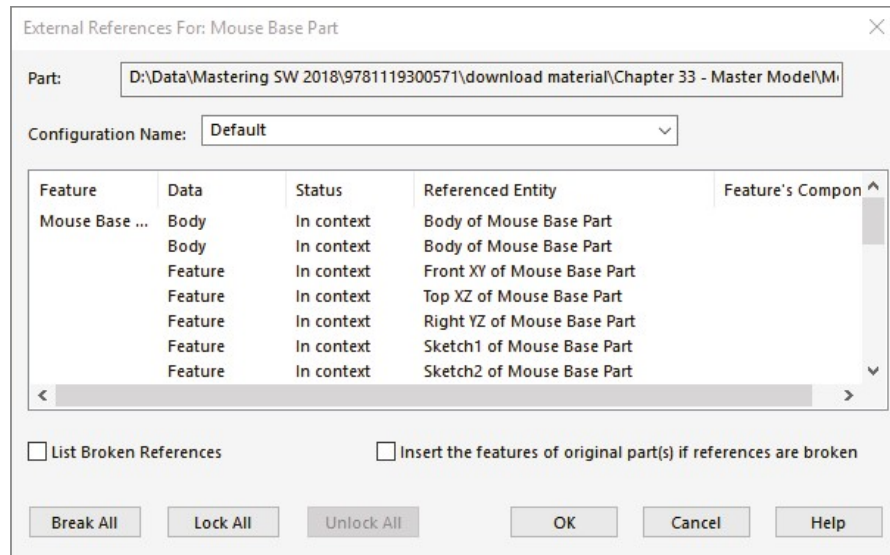 External References For: Mouse Base Part
Part: D:\Data\Mastering SW 2018\9781119300571\download material\Chapter 33 - Master Model\M
Configuration Name: Default
Feature Data Status Referenced Entity Feature's Compon
Mouse Base ... Body In context Body of Mouse Base Part
Body In context Body of Mouse Base Part
Feature In context Front XY of Mouse Base Part
Feature In context Top XZ of Mouse Base Part
Feature In context Right YZ of Mouse Base Part
Feature In context Sketch1 of Mouse Base Part
Feature In context Sketch2 of Mouse Base Part
List Broken References Insert the features of original part(s) if references are broken
Break All Lock All Unlock All OK Cancel Help